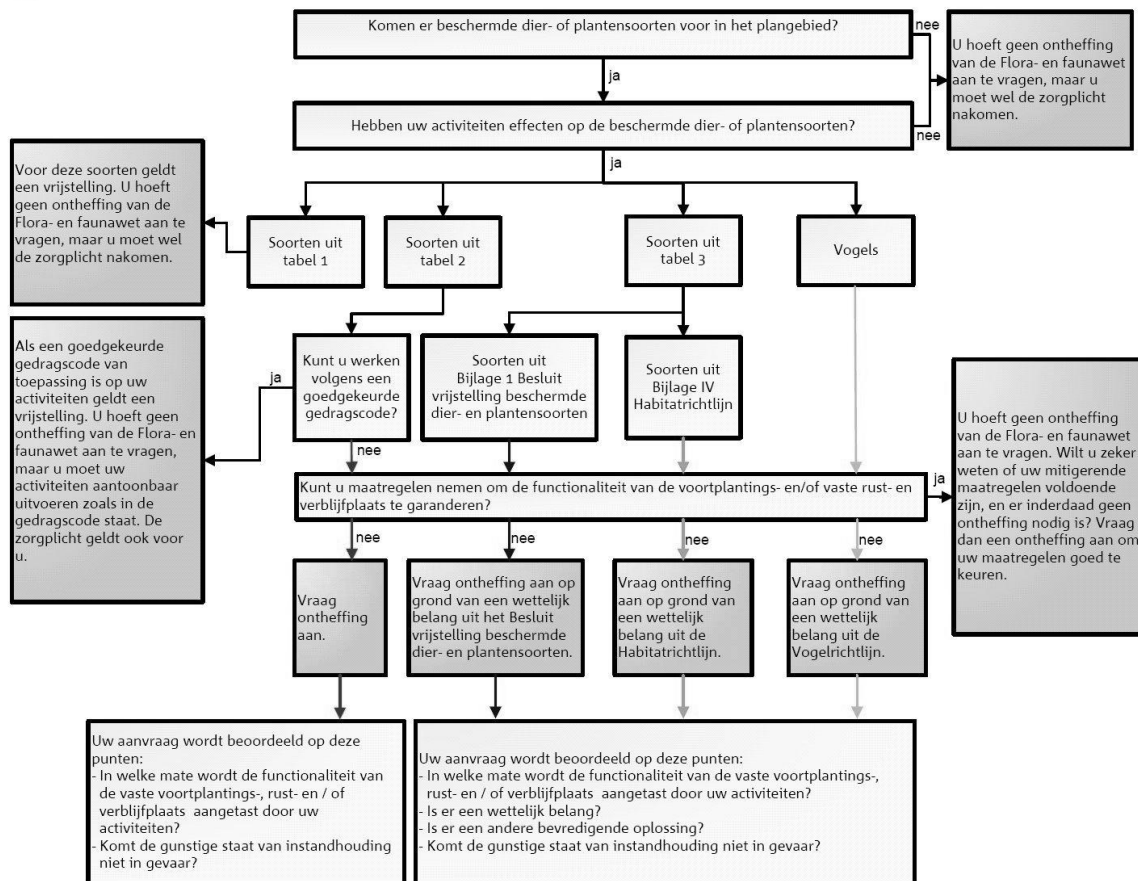 Komen er beschermde dier- of plantensoorten voor in het plangebied?
nee
U hoeft geen ontheffing
van de Flora- en faunawet
aan te vragen, maar u
moet wel de zorgplicht
nakomen.
ja
Hebben uw activiteiten effecten op de beschermde dier- of plantensoorten?
nee
ja
Voor deze soorten geldt
een vrijstelling. U hoeft
geen ontheffing van de
Flora- en faunawet aan te
vragen, maar u moet wel
de zorgplicht nakomen.
Soorten uit
tabel 1
Soorten uit
tabel 2
Soorten uit
tabel 3
Vogels
Als een goedgekeurde
gedragscode van
toepassing is op uw
activiteiten geldt een
vrijstelling. U hoeft geen
ontheffing van de Flora- en
faunawet aan te vragen,
maar u moet uw
activiteiten aantoonbaar
uitvoeren zoals in de
gedragscode staat. De
zorgplicht geldt ook voor
u.
ja
Kunt u werken
volgens een
goedgekeurde
gedragscode?
Soorten uit
Bijlage 1 Besluit
vrijstelling beschermde
dier- en plantensoorten
Soorten uit
Bijlage IV
Habitatrichtlijn
nee
Kunt u maatregelen nemen om de functionaliteit van de voortplantings- en/of vaste rust- en
verblijfplaats te garanderen?
ja
U hoeft geen ontheffing
van de Flora- en faunawet
aan te vragen. Wilt u zeker
weten of uw mitigerende
maatregelen voldoende
zijn, en er inderdaad geen
ontheffing nodig is? Vraag
dan een ontheffing aan om
uw maatregelen goed te
keuren.
nee
nee
nee
nee
Vraag
ontheffing
aan.
Vraag ontheffing aan op
grond van een wettelijk
belang uit het Besluit
vrijstelling beschermde
dier- en plantensoorten.
Vraag ontheffing
aan op grond van
een wettelijk
belang uit de
Habitatrichtlijn.
Vraag ontheffing
aan op grond van
een wettelijk
belang uit de
Vogelrichtlijn.
Uw aanvraag wordt beoordeeld op deze
punten:
- In welke mate wordt de functionaliteit van
de vaste voortplantings-, rust- en / of
verblijfplaats aangetast door uw
activiteiten?
- Komt de gunstige staat van instandhouding
niet in gevaar?
Uw aanvraag wordt beoordeeld op deze punten:
- In welke mate wordt de functionaliteit van de vaste voortplantings-,
rust- en / of verblijfplaats aangetast door uw activiteiten?
- Is er een wettelijk belang?
- Is er een andere bevredigende oplossing?
- Komt de gunstige staat van instandhouding niet in gevaar?